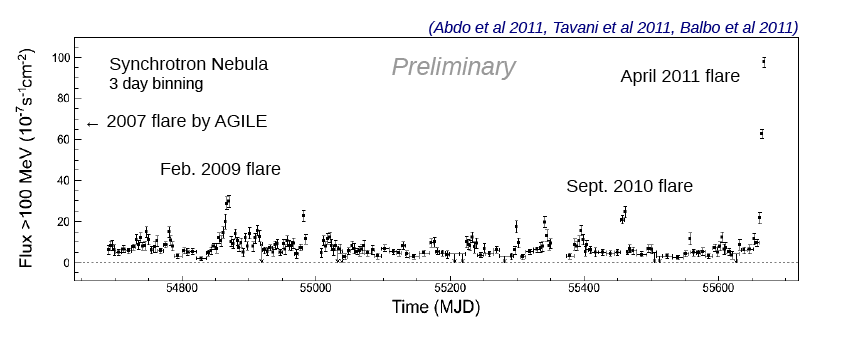 (Abdo et al 2011, Tavani et al 2011, Balbo et al 2011)
Flux >100 MeV (10⁻⁷s⁻¹cm⁻²)
100
80
60
40
20
0
Synchrotron Nebula
3 day binning
Preliminary
April 2011 flare
← 2007 flare by AGILE
Feb. 2009 flare
Sept. 2010 flare
54800
55000
55200
55400
55600
Time (MJD)